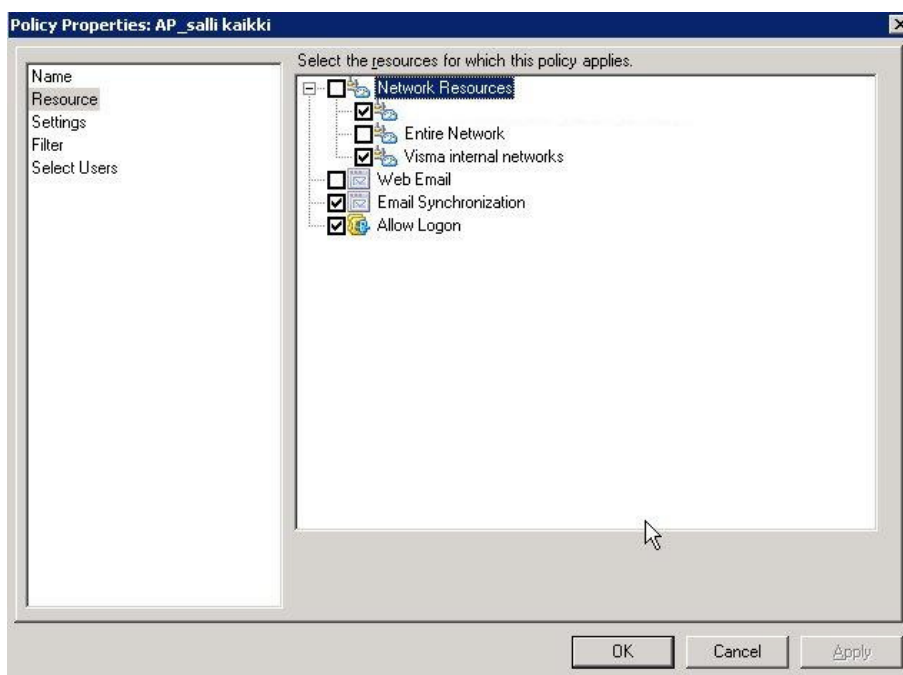 Policy Properties: AP_salli kaikki
Name
Resource
Settings
Filter
Select Users
Select the resources for which this policy applies.
Network Resources
Entire Network
Visma internal networks
Web Email
Email Synchronization
Allow Logon
OK
Cancel
Apply